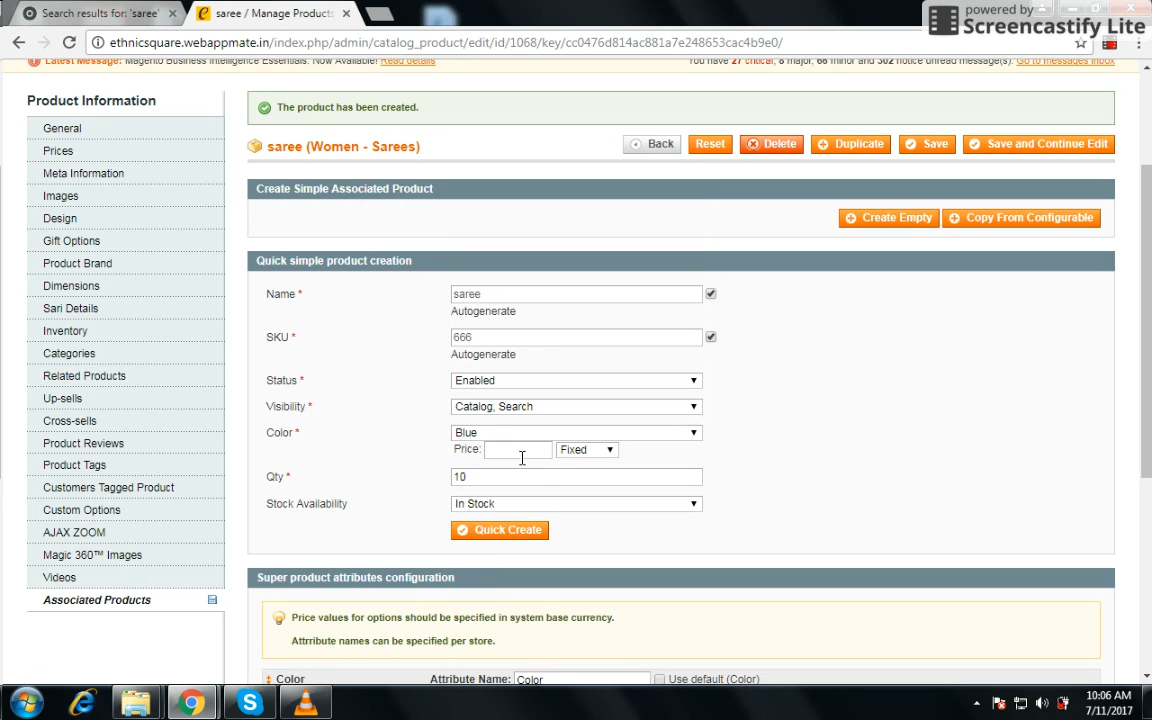 Search results for: 'saree'
saree / Manage Products
powered by
Screencastify Lite
ethnicsquare.webappmate.in/index.php/admin/catalog_product/edit/id/1068/key/cc0476d814ac881a7e248653cac4b9e0/
Latest Message: Magento Business Intelligence Essentials. Now Available! Read details
You have 27 critical, 8 major, 66 minor and 302 notice unread message(s). Go to messages inbox
Product Information
General
Prices
Meta Information
Images
Design
Gift Options
Product Brand
Dimensions
Sari Details
Inventory
Categories
Related Products
Up-sells
Cross-sells
Product Reviews
Product Tags
Customers Tagged Product
Custom Options
AJAX ZOOM
Magic 360™ Images
Videos
Associated Products
The product has been created.
saree (Women - Sarees)
Back
Reset
Delete
Duplicate
Save
Save and Continue Edit
Create Simple Associated Product
Create Empty
Copy From Configurable
Quick simple product creation
Name *
saree
Autogenerate
SKU *
666
Autogenerate
Status *
Enabled
Visibility *
Catalog, Search
Color *
Blue
Price:
Fixed
Qty *
10
Stock Availability
In Stock
Quick Create
Super product attributes configuration
Price values for options should be specified in system base currency.
Attrribute names can be specified per store.
Color
Attribute Name:
Color
Use default (Color)
10:06 AM
7/11/2017